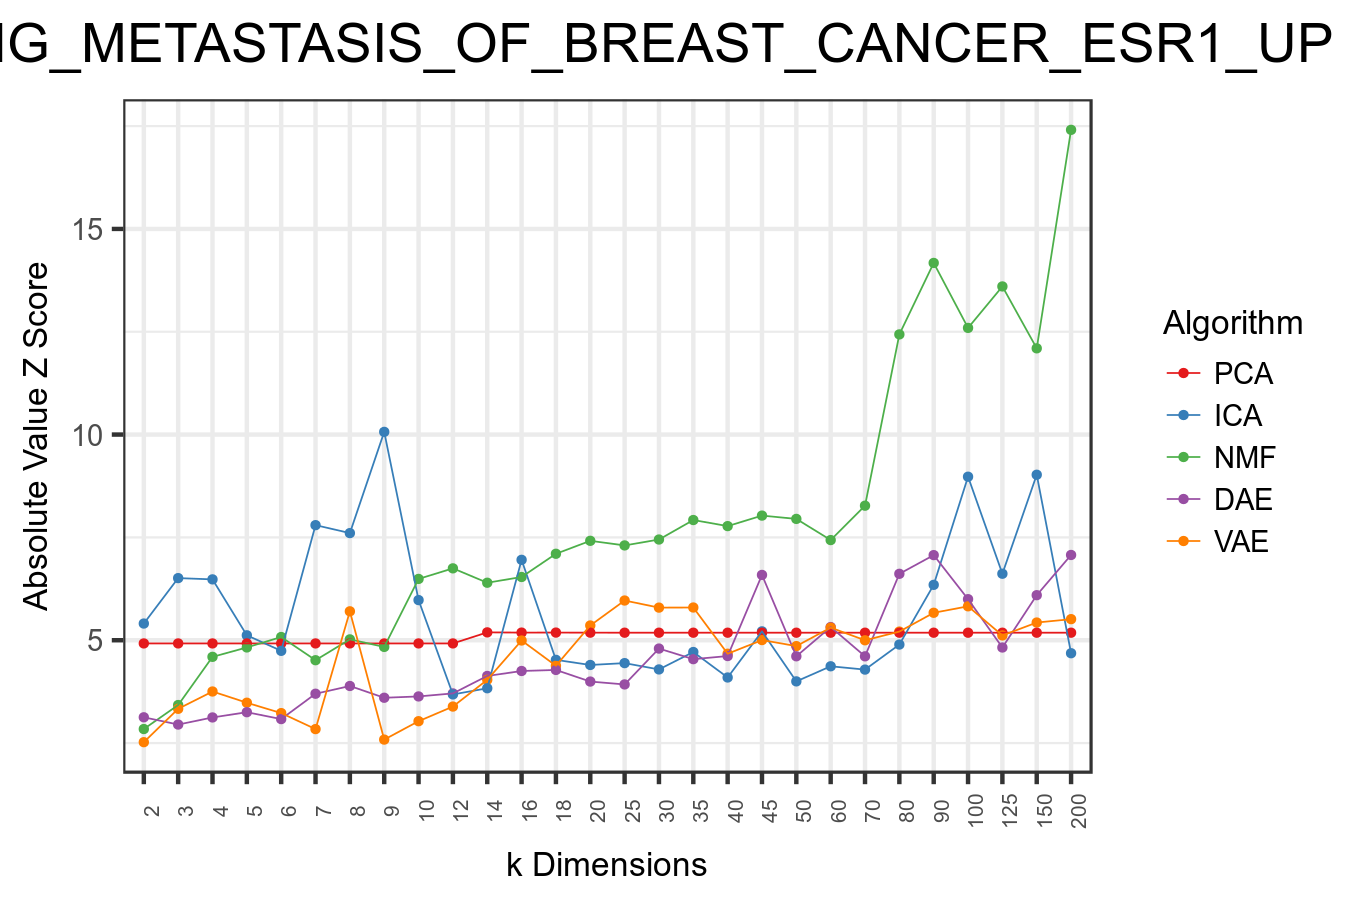 G_METASTASIS_OF_BREAST_CANCER_ESR1_UP
Absolute Value Z Score
15
10
5
2 3 4 5 6 7 8 9 10 12 14 16 18 20 25 30 35 40 45 50 60 70 80 90 100 125 150 200
k Dimensions
Algorithm
PCA
ICA
NMF
DAE
VAE